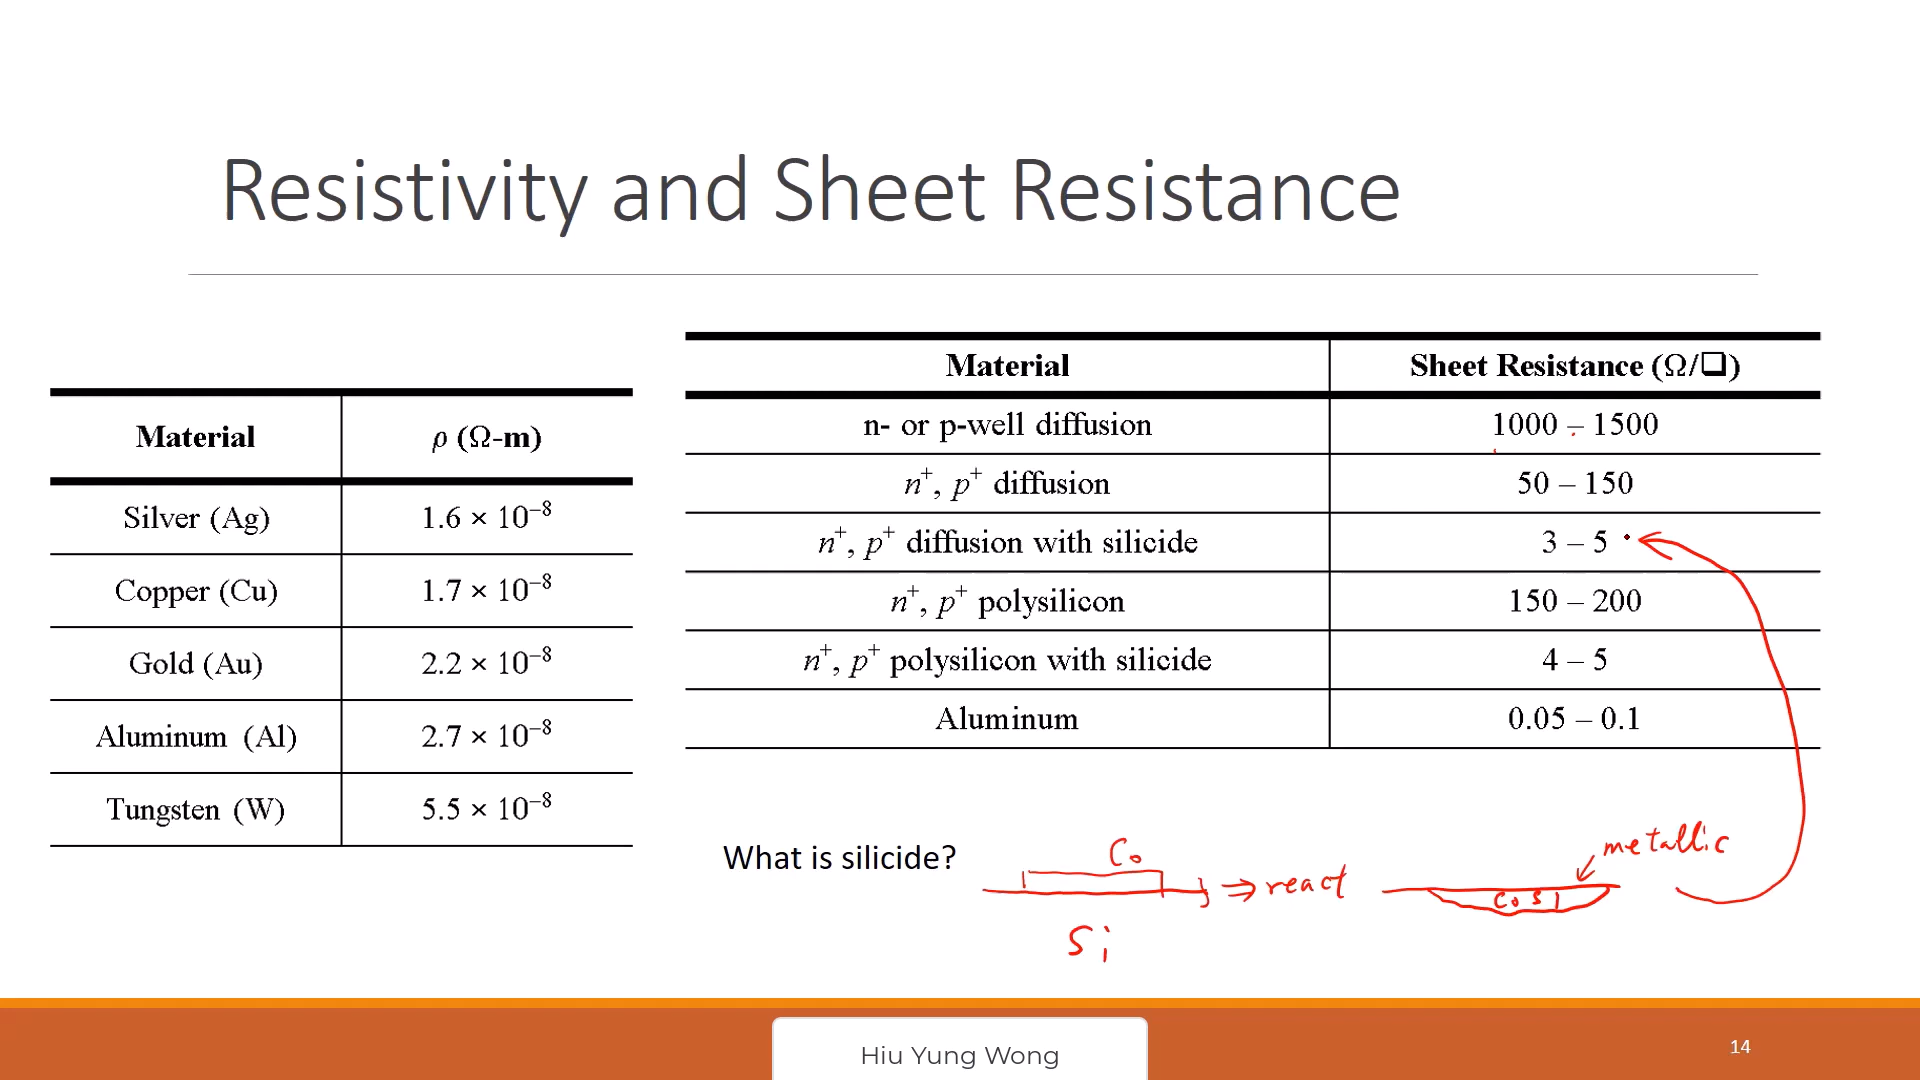 Resistivity and Sheet Resistance
Material ρ (Ω-m)
Silver (Ag) 1.6 × 10⁻⁸
Copper (Cu) 1.7 × 10⁻⁸
Gold (Au) 2.2 × 10⁻⁸
Aluminum (Al) 2.7 × 10⁻⁸
Tungsten (W) 5.5 × 10⁻⁸
Material Sheet Resistance (Ω/❑)
n- or p-well diffusion 1000 – 1500
n⁺, p⁺ diffusion 50 – 150
n⁺, p⁺ diffusion with silicide 3 – 5
n⁺, p⁺ polysilicon 150 – 200
n⁺, p⁺ polysilicon with silicide 4 – 5
Aluminum 0.05 – 0.1
What is silicide?
Co
Si
⇒ react
CoSi
metallic
Hiu Yung Wong
14